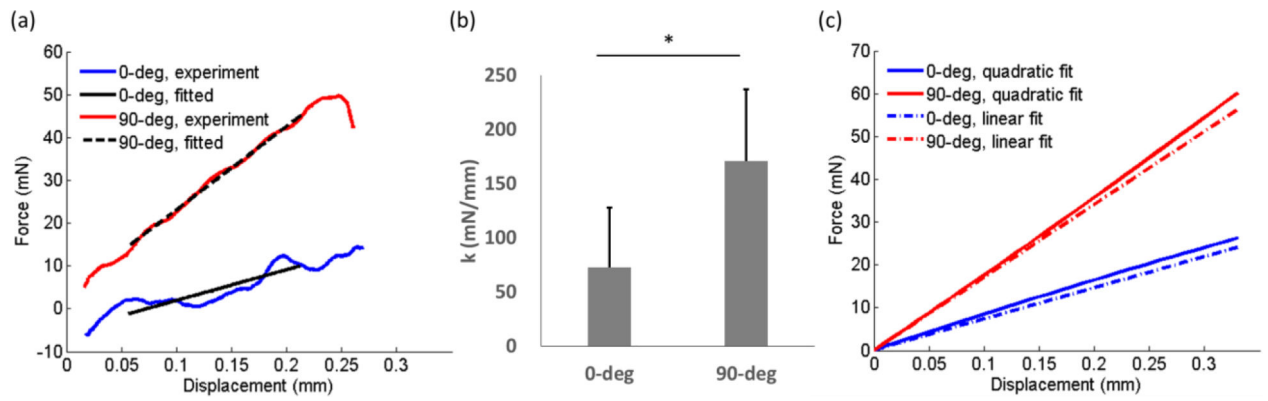 (a)
60
50
40
30
20
10
0
-10
Force (mN)
0-deg, experiment
0-deg, fitted
90-deg, experiment
90-deg, fitted
0 0.05 0.1 0.15 0.2 0.25 0.3
Displacement (mm)
(b)
*
250
200
150
100
50
0
k (mN/mm)
0-deg 90-deg
(c)
70
60
50
40
30
20
10
0
Force (mN)
0-deg, quadratic fit
90-deg, quadratic fit
0-deg, linear fit
90-deg, linear fit
0 0.05 0.1 0.15 0.2 0.25 0.3
Displacement (mm)